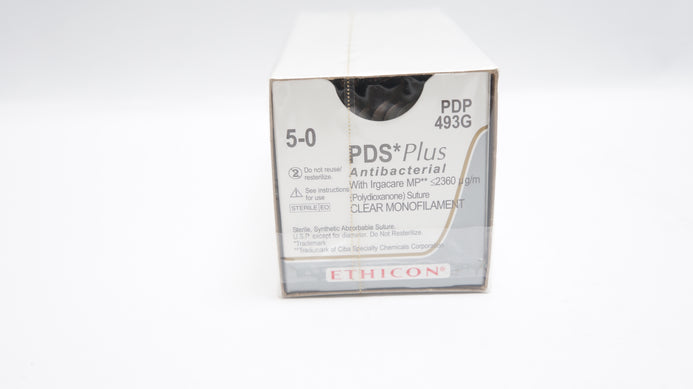 PDP
493G
5-0
PDS*Plus
Antibacterial
With Irgacare MP** ≤2360 µg/m
(Polydioxanone) Suture
CLEAR MONOFILAMENT
2 Do not reuse/
resterilize.
See instructions
for use
STERILE EO
Sterile, Synthetic Absorbable Suture,
U.S.P. except for diameter. Do Not Resterilize.
*Trademark
**Trademark of Ciba Specialty Chemicals Corporation
ETHICON®